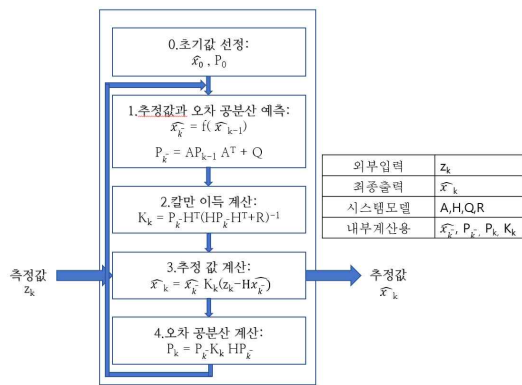 0.초기값 선정:
x̂₀ , P₀
1.추정값과 오차 공분산 예측:
x̂ₖ⁻ = f( x̂ₖ₋₁)
Pₖ⁻ = APₖ₋₁ Aᵀ + Q
2.칼만 이득 계산:
Kₖ = Pₖ⁻Hᵀ(HPₖ⁻Hᵀ+R)⁻¹
3.추정 값 계산:
x̂ₖ = x̂ₖ⁻ Kₖ(zₖ−Hx̂ₖ⁻)
4.오차 공분산 계산:
Pₖ = Pₖ⁻Kₖ HPₖ⁻
측정값
zₖ
추정값
x̂ₖ
외부입력 zₖ
최종출력 x̂ₖ
시스템모델 A,H,Q,R
내부계산용 x̂ₖ⁻, Pₖ⁻, Pₖ, Kₖ